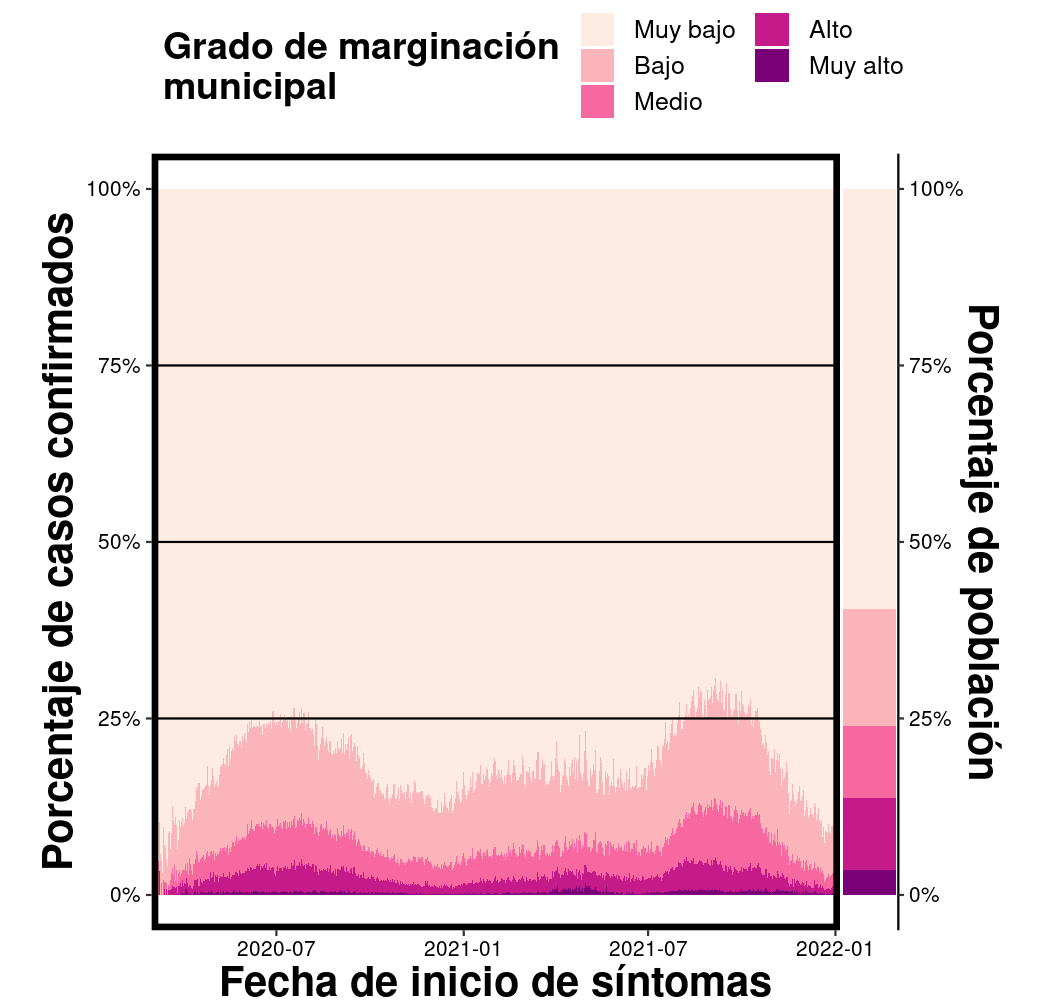 Grado de marginación
municipal
Muy bajo
Bajo
Medio
Alto
Muy alto
Porcentaje de casos confirmados
100%
75%
50%
25%
0%
100%
75%
50%
25%
0%
Porcentaje de población
2020-07
2021-01
2021-07
2022-01
Fecha de inicio de síntomas